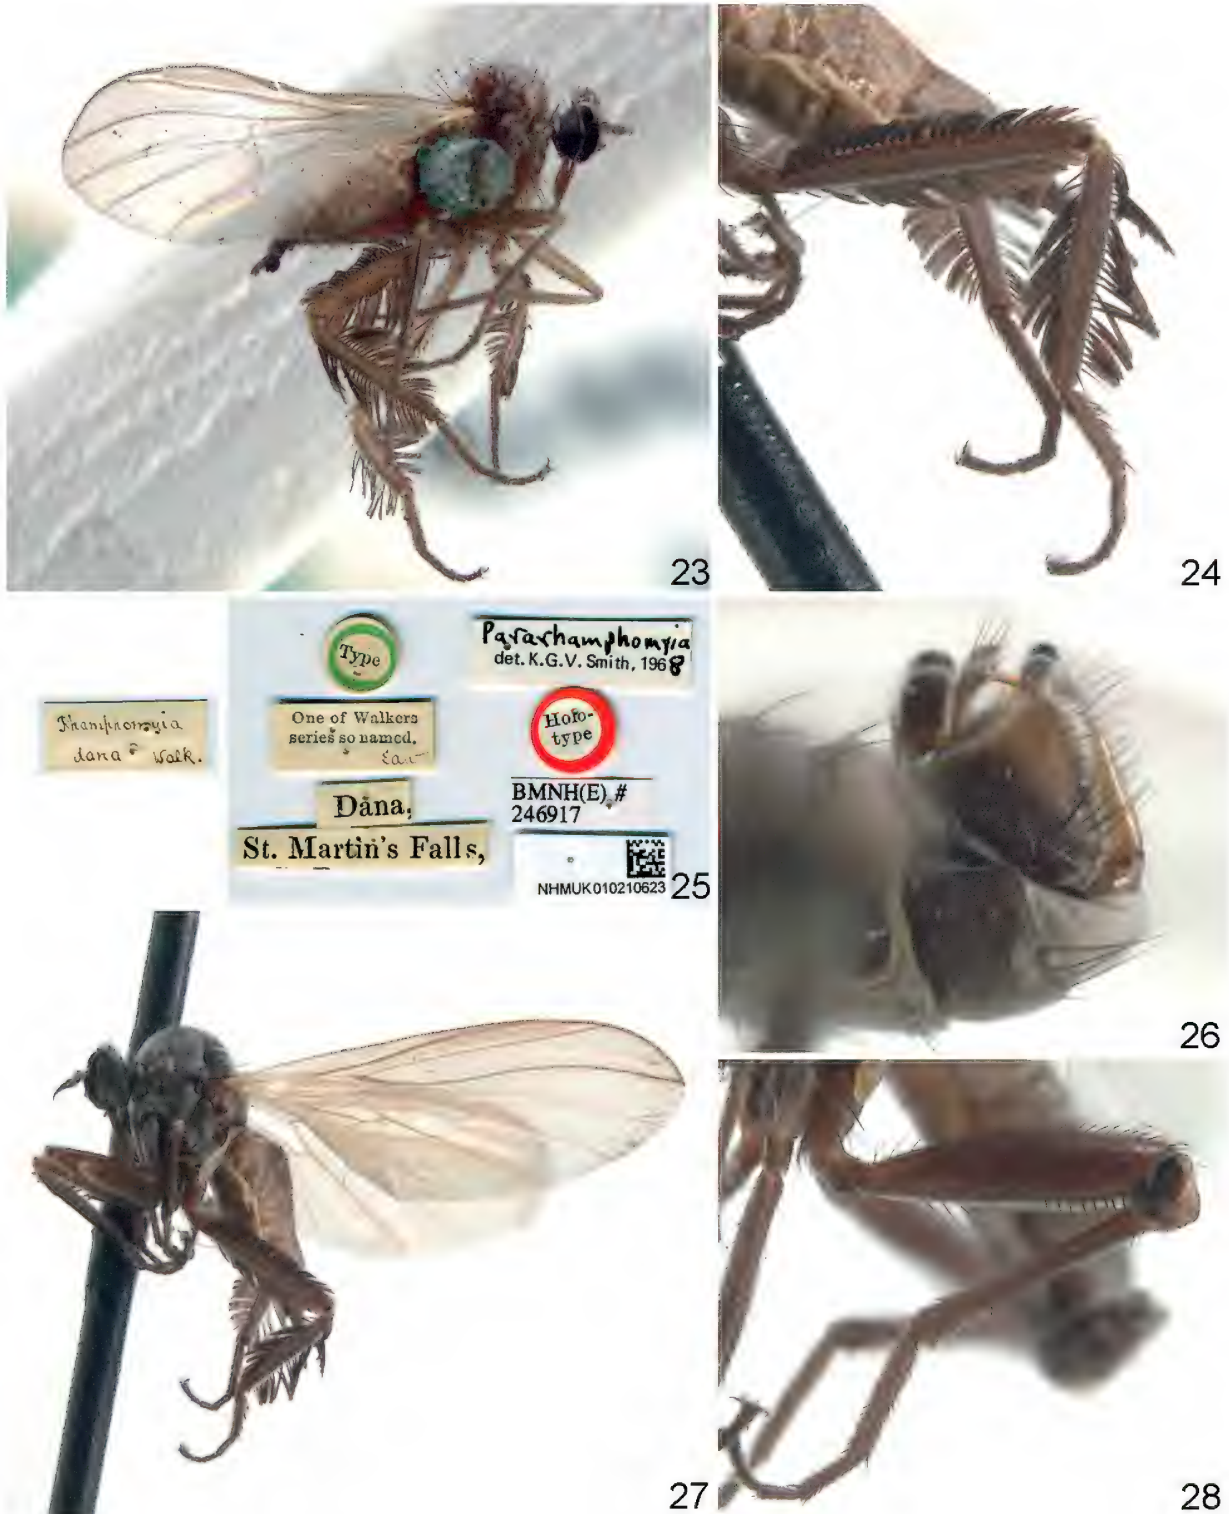 23
24
Type
Pararhamphomyia
det. K.G.V. Smith, 1968
Rhamphomyia
dana Walk.
One of Walkers
series so named.
Holo-
type
Dana,
St. Martin's Falls,
BMNH(E) #
246917
NHMUK010210623
25
26
27
28